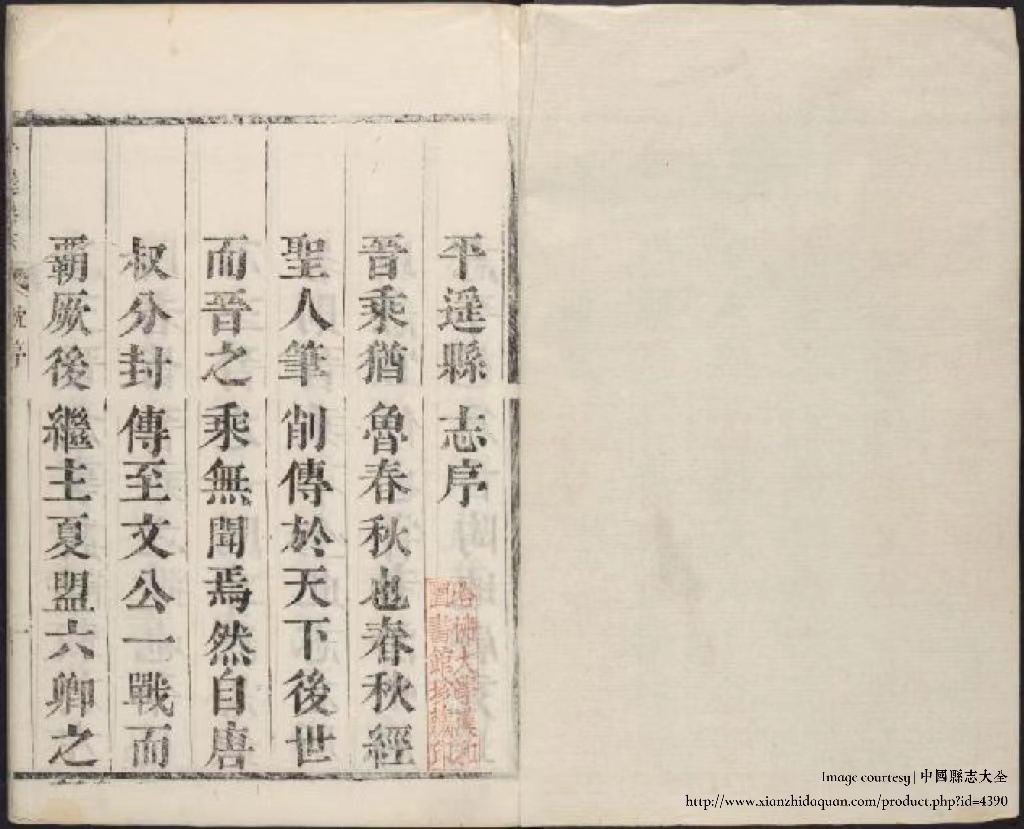 平遥縣志序
晉乘猶魯春秋也春秋經
聖人筆削傳於天下後世
而晉之乘無聞焉然自唐
叔分封傳至文公一戰而
霸厥後繼主夏盟六卿之
哈佛大學漢和
圖書館珍藏印
Image courtesy | 中國縣志大全
http://www.xianzhidaquan.com/product.php?id=4390